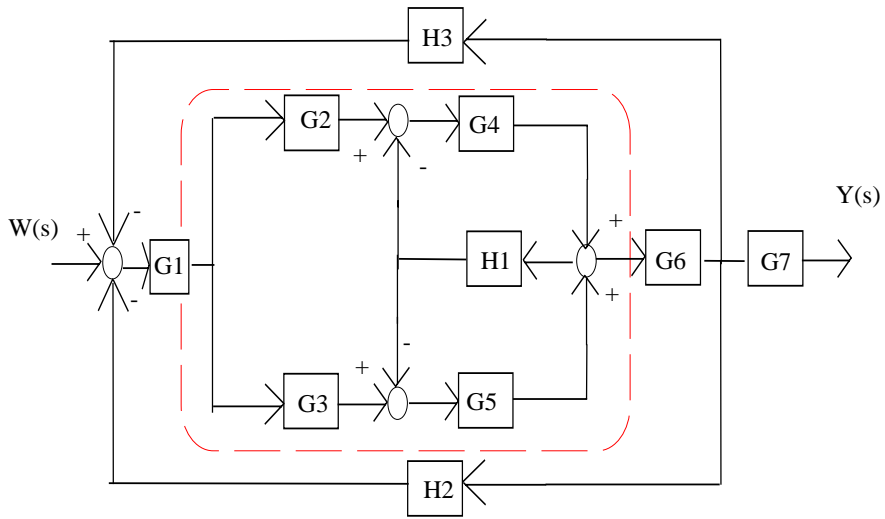 H3
G2
G4
+
-
-
W(s)
+
G1
-
H1
+
G6
Y(s)
G7
+
-
+
G3
G5
H2